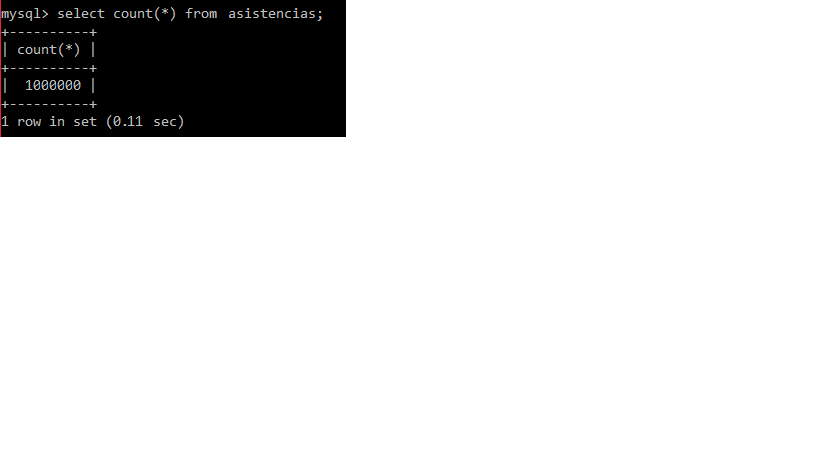 mysql> select count(*) from asistencias;
+----------+
| count(*) |
+----------+
|  1000000 |
+----------+
1 row in set (0.11 sec)